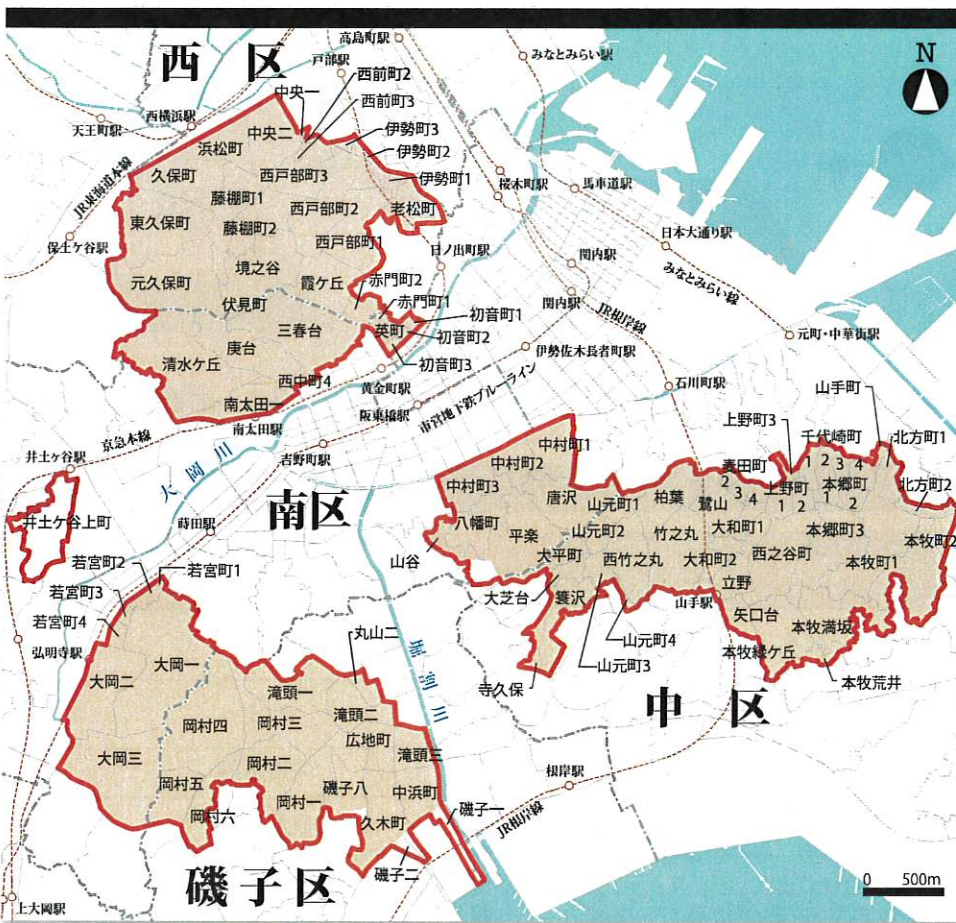 西区
高島町駅
戸部駅
みなとみらい駅
N
西前町2
中央一
西前町3
西横浜駅
天王町駅
中央二
伊勢町3
浜松町
伊勢町2
久保町
西戸部町3
伊勢町1
桜木町駅
馬車道駅
JR東海道本線
藤棚町1
西戸部町2
老松町
東久保町
藤棚町2
日本大通り駅
保土ケ谷駅
西戸部町1
日ノ出町駅
関内駅
みなとみらい線
境之谷
赤門町2
元久保町
霞ケ丘
関内駅
伏見町
赤門町1
初音町1
JR根岸線
三春台
英町
初音町2
元町・中華街駅
庚台
伊勢佐木長者町駅
清水ケ丘
初音町3
西中町4
黄金町駅
石川町駅
山手町
南太田一
阪東橋駅
市営地下鉄ブルーライン
南太田駅
上野町3
北方町1
京急本線
千代崎町
井土ヶ谷駅
大岡川
吉野町駅
中村町1
中村町2
麦田町
1 2 3 4
北方町2
中村町3
南区
唐沢
山元町1
柏葉
鷺山
2 3 4
上野町
1 2
本郷町
1 2
井土ケ谷上町
蒔田駅
八幡町
平楽
山元町2
竹之丸
大和町1
本郷町3
本牧町2
山谷
大平町
西竹之丸
大和町2
西之谷町
本牧町1
若宮町2
若宮町1
大芝台
立野
若宮町3
簑沢
山手駅
矢口台
若宮町4
丸山二
堀割川
山元町4
本牧満坂
弘明寺駅
大岡一
山元町3
本牧緑ケ丘
大岡二
滝頭一
寺久保
本牧荒井
岡村四
岡村三
滝頭二
中区
広地町
大岡三
滝頭三
岡村二
根岸駅
岡村五
磯子八
中浜町
岡村一
磯子一
岡村六
久木町
JR根岸線
磯子区
磯子二
0 500m
上大岡駅